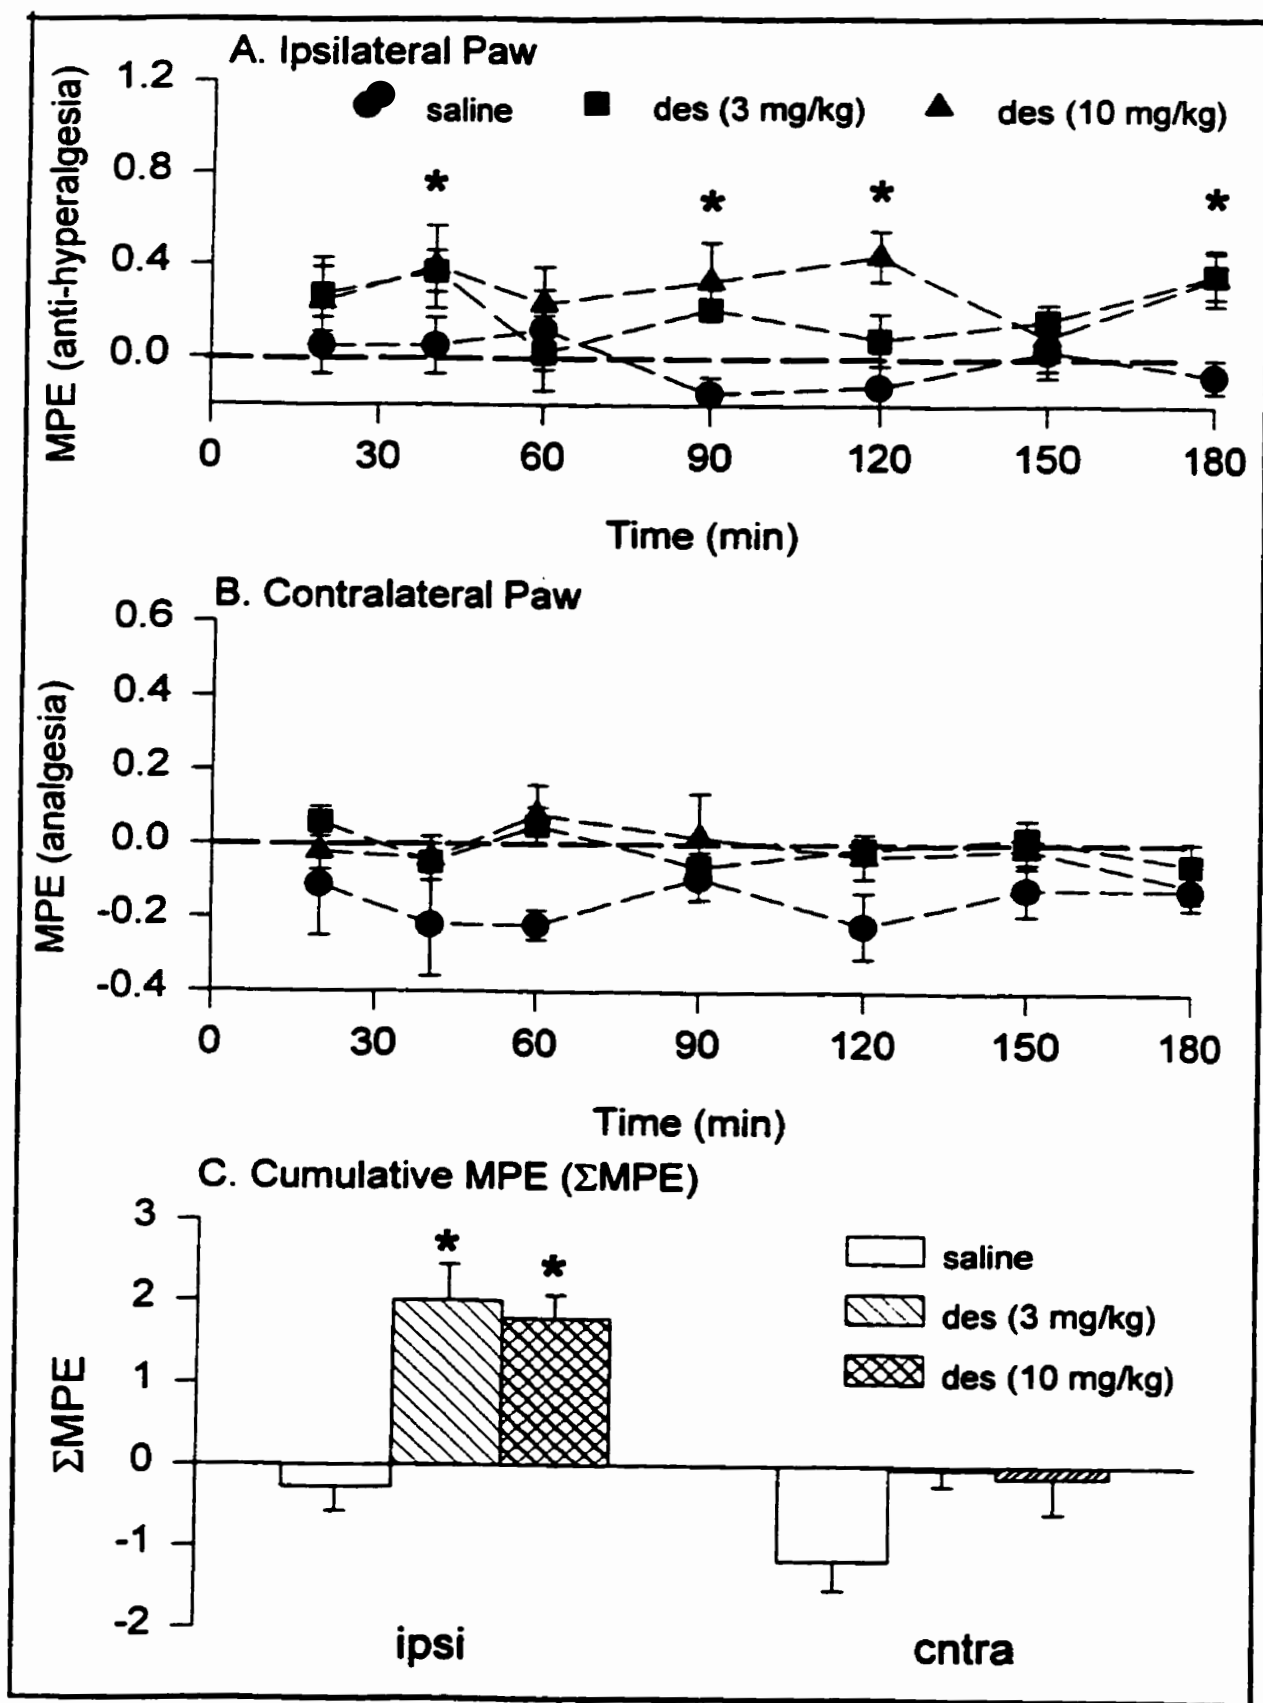 A. Ipsilateral Paw
1.2
saline des (3 mg/kg) des (10 mg/kg)
0.8
* * * *
0.4
0.0
MPE (anti-hyperalgesia)
0 30 60 90 120 150 180
Time (min)
B. Contralateral Paw
0.6
0.4
0.2
0.0
-0.2
-0.4
MPE (analgesia)
0 30 60 90 120 150 180
Time (min)
C. Cumulative MPE (ΣMPE)
3
* *
saline
2
des (3 mg/kg)
1
des (10 mg/kg)
0
-1
-2
ΣMPE
ipsi cntra